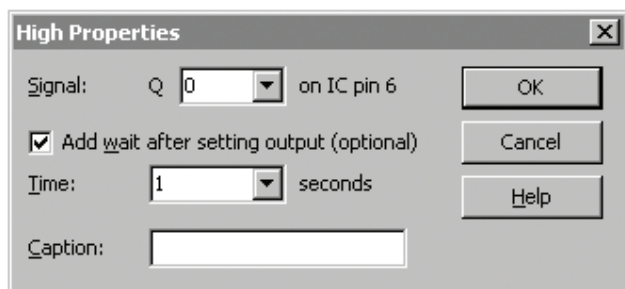 High Properties
Signal: Q 0 on IC pin 6
OK
Add wait after setting output (optional)
Cancel
Time: 1 seconds
Help
Caption: